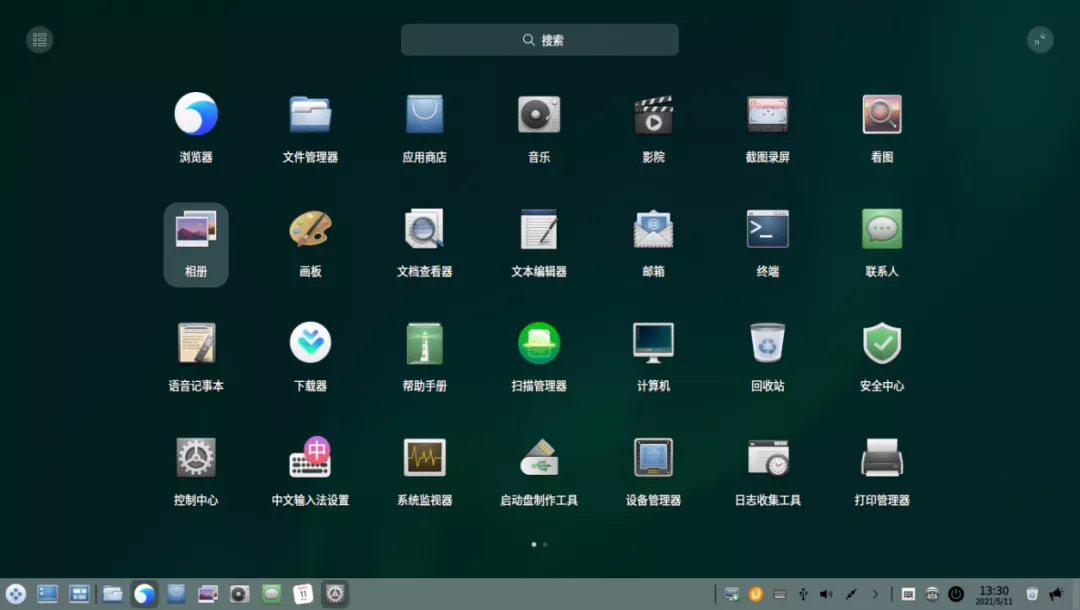 搜索
浏览器
文件管理器
应用商店
音乐
影院
截图录屏
看图
相册
画板
文档查看器
文本编辑器
邮箱
终端
联系人
语音记事本
下载器
帮助手册
扫描管理器
计算机
回收站
安全中心
中
控制中心
中文输入法设置
系统监视器
启动盘制作工具
设备管理器
日志收集工具
打印管理器
11
U
13:30
2021/5/11